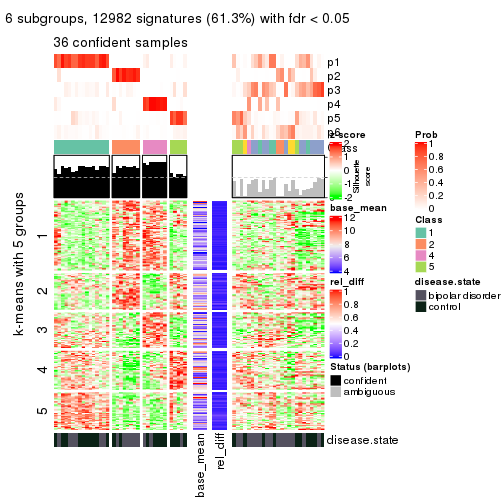 6 subgroups, 12982 signatures (61.3%) with fdr < 0.05
36 confident samples
p1
p2
p3
p4
p5
p6
Class
Silhouette
score
z-score
2
1
0
-1
-2
base_mean
12
10
8
6
4
rel_diff
1
0.8
0.6
0.4
0.2
0
Status (barplots)
confident
ambiguous
Prob
1
0.8
0.6
0.4
0.2
0
Class
1
2
4
5
disease.state
bipolar disorder
control
k-means with 5 groups
1
2
3
4
5
disease.state
base_mean
rel_diff